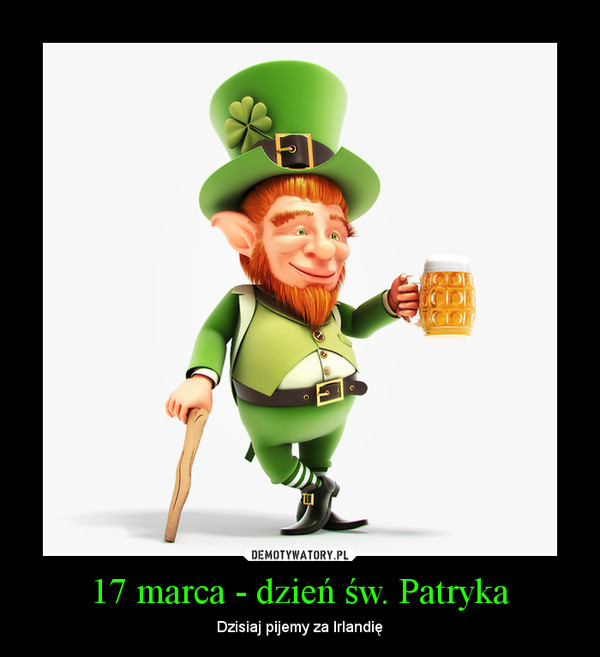 DEMOTYWATORY.PL
17 marca - dzień św. Patryka
Dzisiaj pijemy za Irlandię